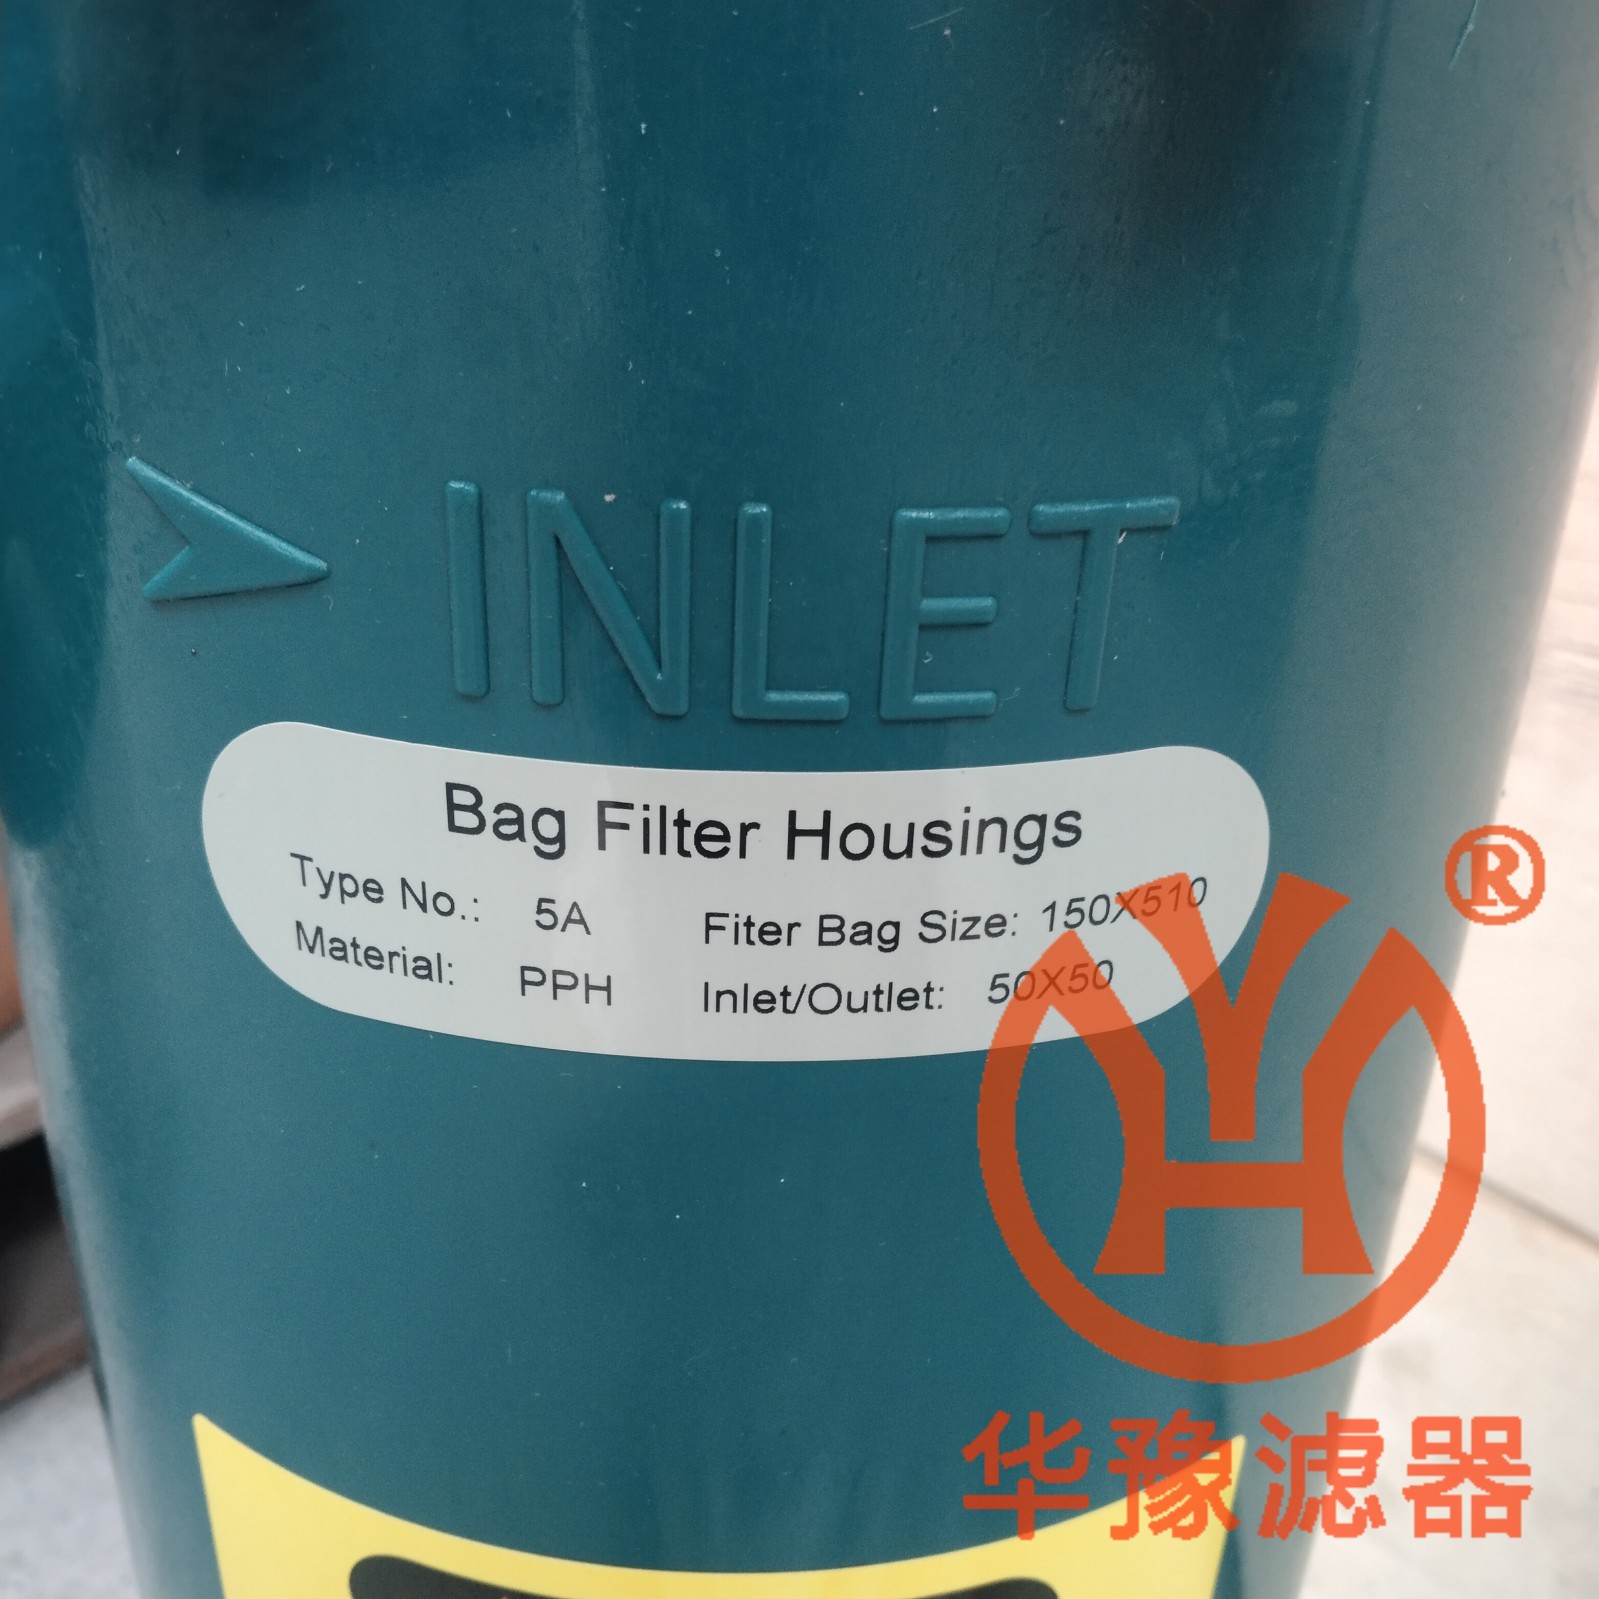 INLET
Bag Filter Housings
Type No.: 5A Fiter Bag Size: 150X510
Material: PPH Inlet/Outlet: 50X50
®
华豫滤器